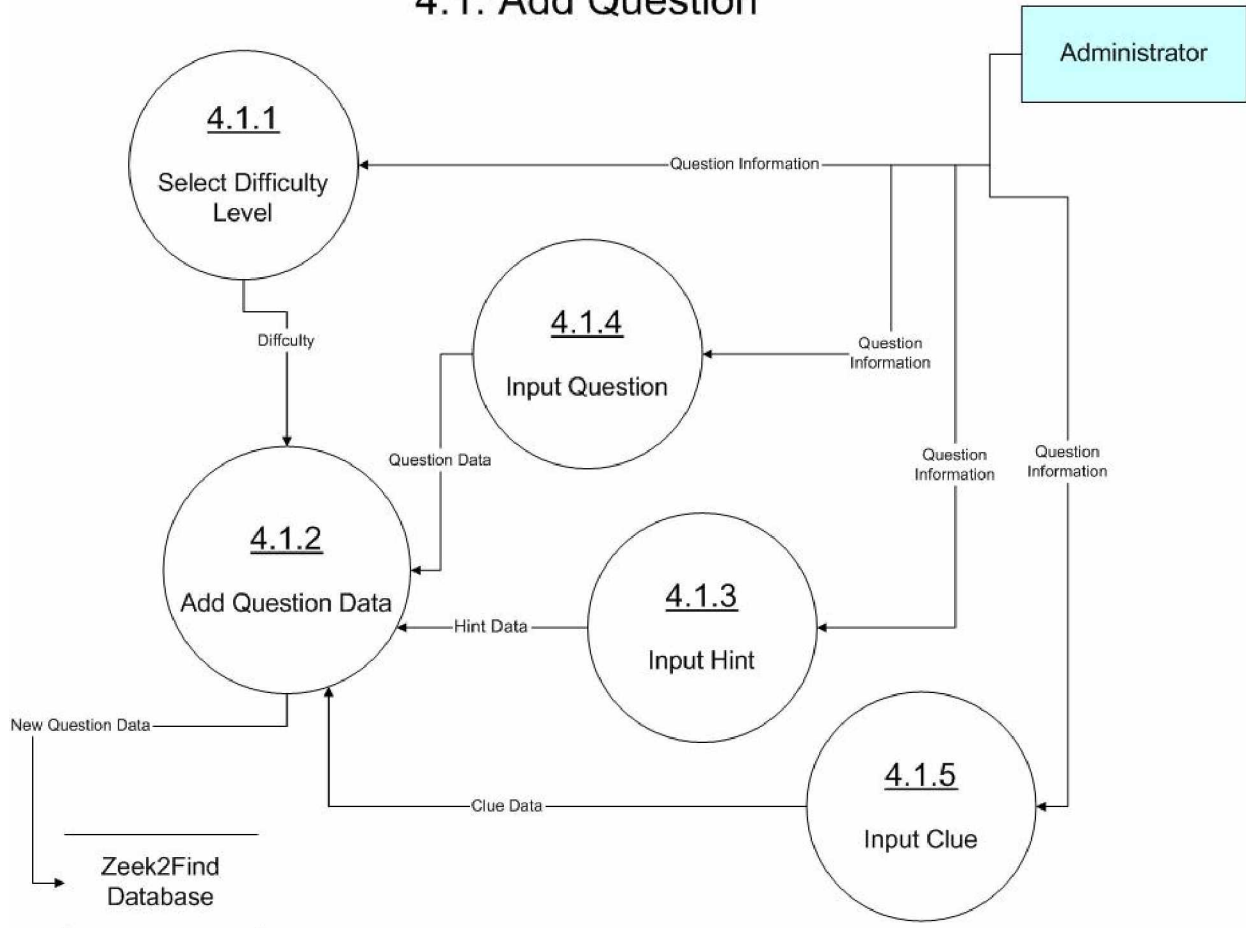 4.1. Add Question
Administrator
4.1.1
Select Difficulty
Level
Question Information
4.1.4
Input Question
Question
Information
Diffculty
Question Data
Question
Information
Question
Information
4.1.2
Add Question Data
4.1.3
Input Hint
Hint Data
New Question Data
4.1.5
Input Clue
Clue Data
Zeek2Find
Database